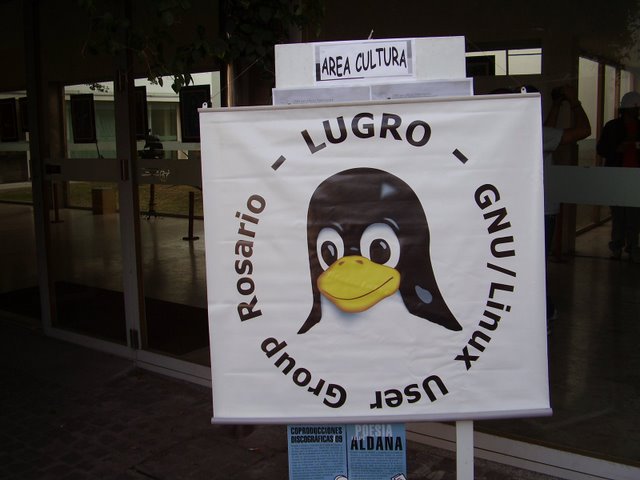 AREA CULTURA
- LUGRO -
GNU/Linux User Group Rosario
COPRODUCCIONES
DISCOGRÁFICAS 09
POESIA
ALDANA